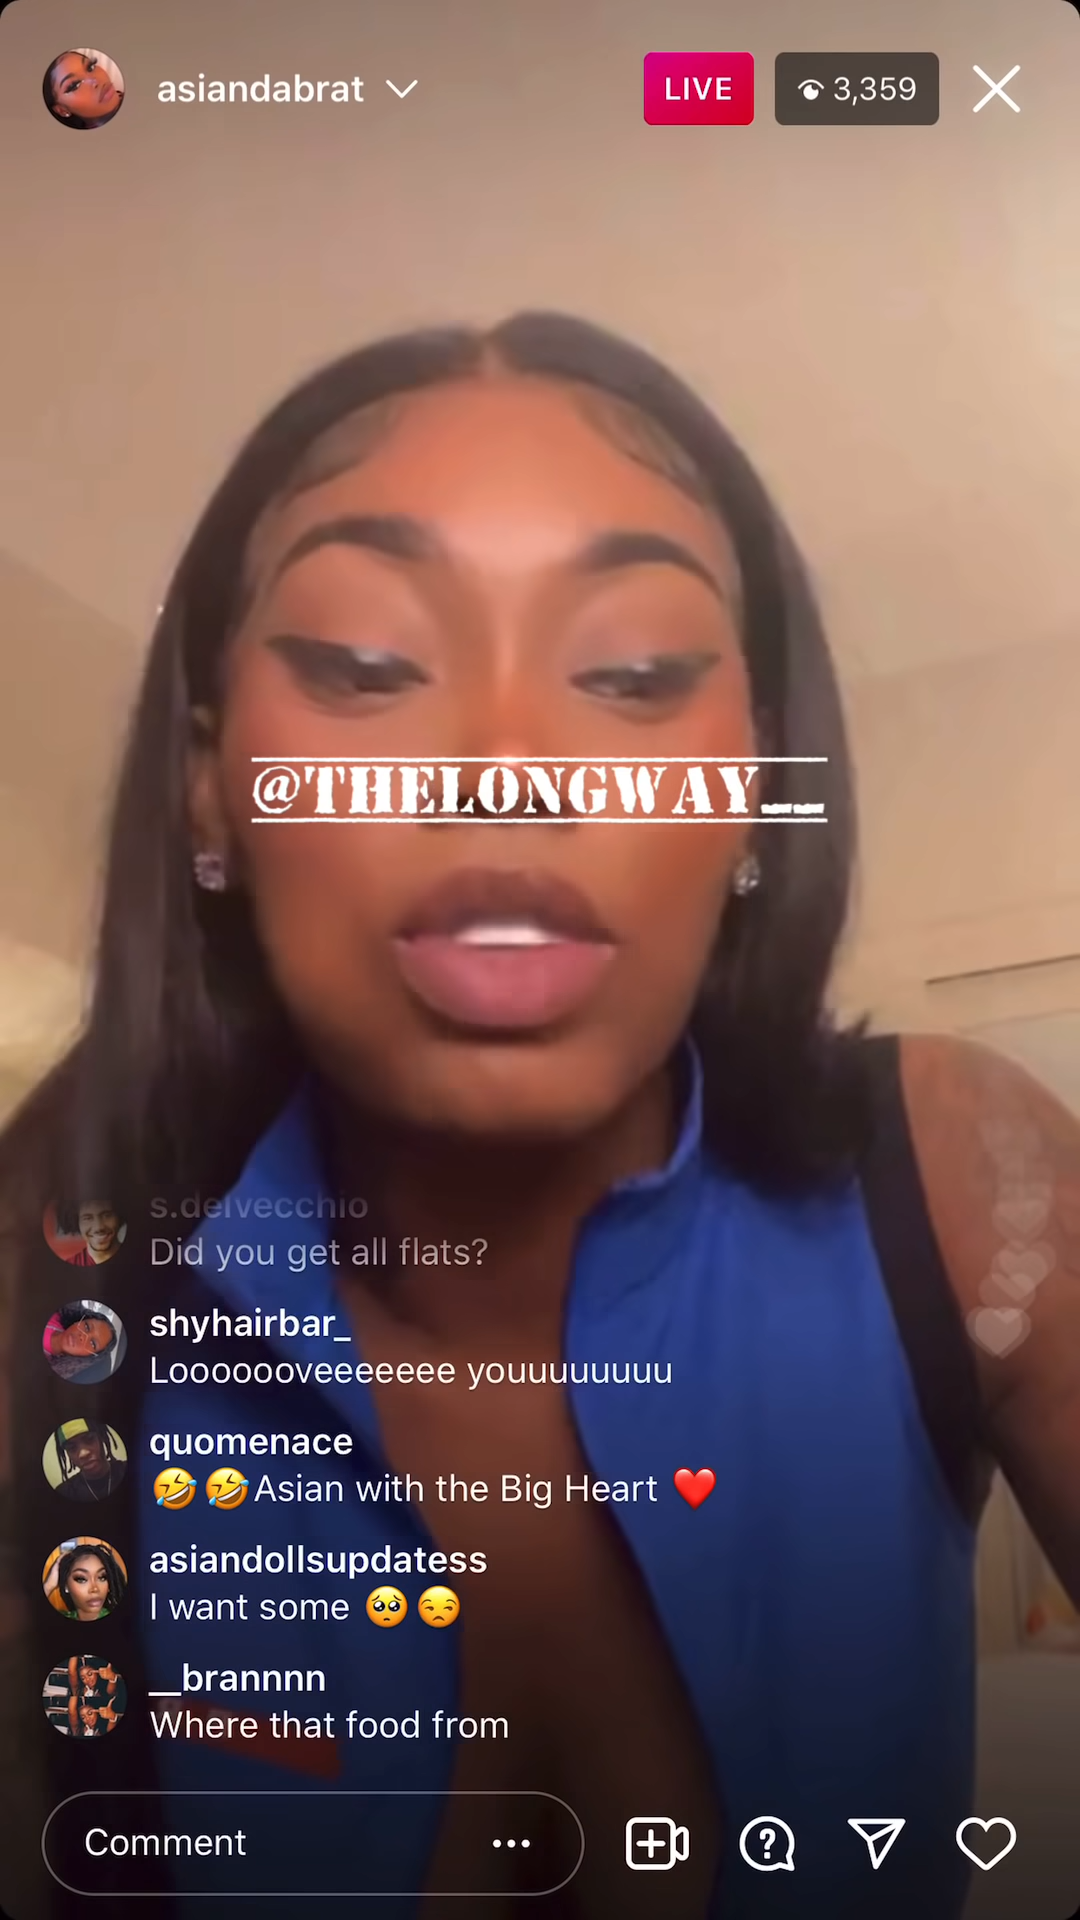 asiandabrat
LIVE
3,359
@THELONGWAY__
s.delvecchio
Did you get all flats?
shyhairbar_
Looooooveeeeeee youuuuuuuu
quomenace
🤣🤣Asian with the Big Heart ❤️
asiandollsupdatess
I want some 🥺😒
__brannnn
Where that food from
Comment